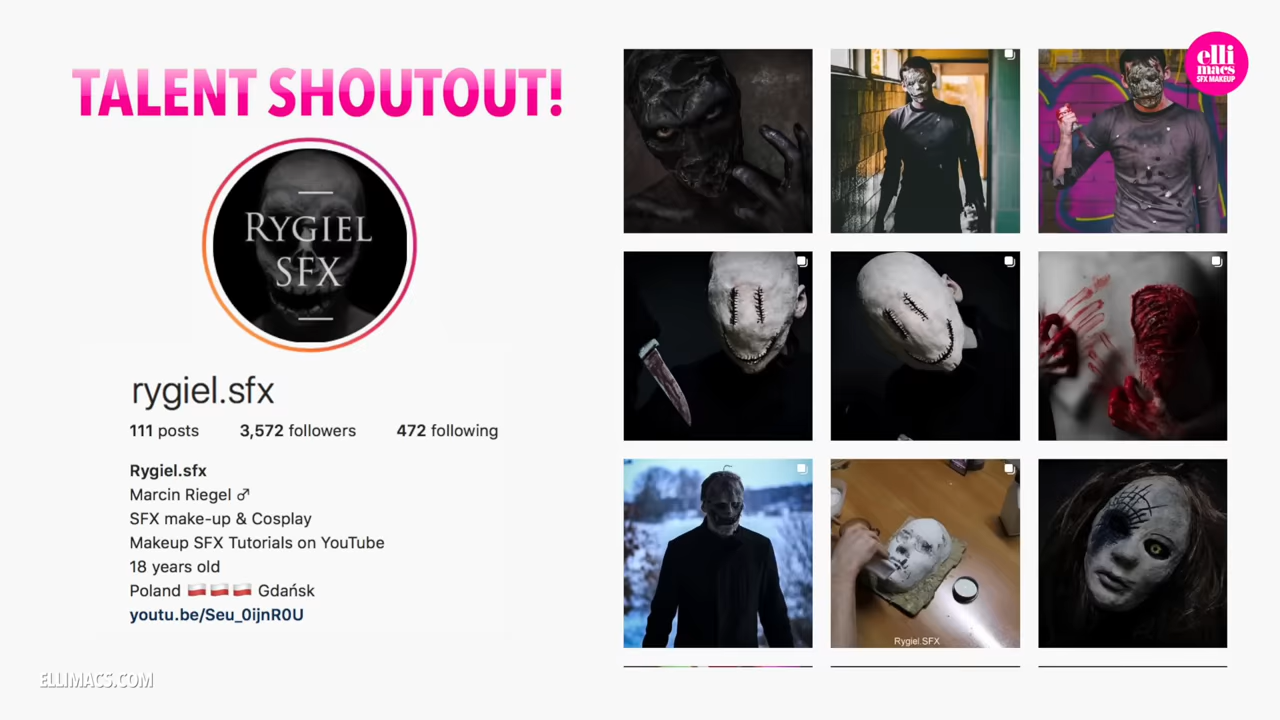 TALENT SHOUTOUT!
elli
macs
SFX MAKEUP
RYGIEL
SFX
rygiel.sfx
111 posts 3,572 followers 472 following
Rygiel.sfx
Marcin Riegel ♂
SFX make-up & Cosplay
Makeup SFX Tutorials on YouTube
18 years old
Poland 🇵🇱🇵🇱🇵🇱 Gdańsk
youtu.be/Seu_0ijnR0U
Rygiel.SFX
ELLIMACS.COM